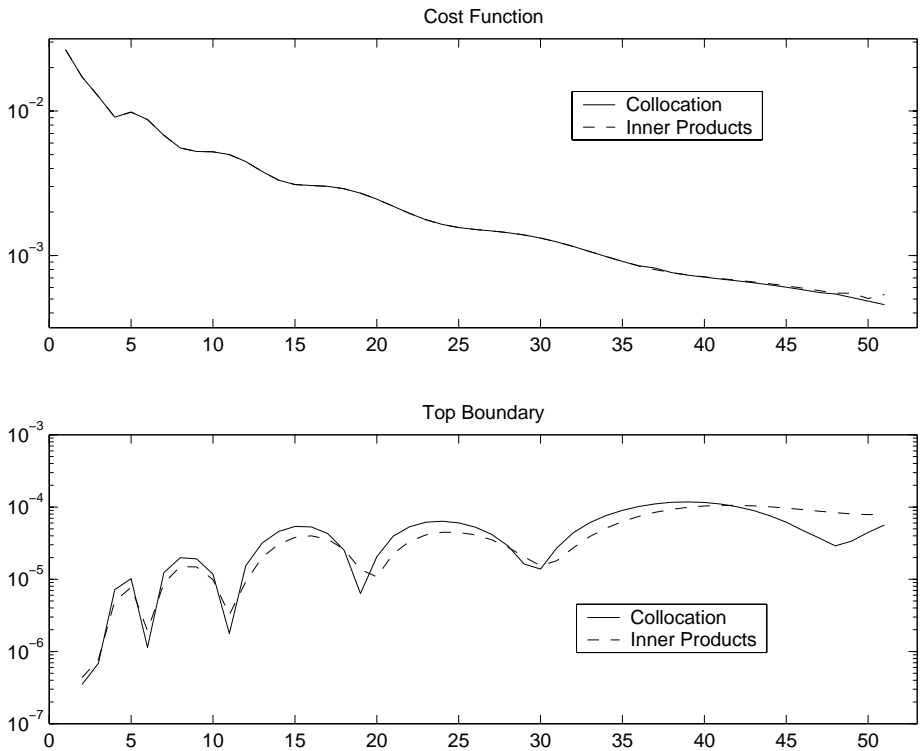 Cost Function
10^-2
10^-3
Collocation
Inner Products
0 5 10 15 20 25 30 35 40 45 50
Top Boundary
10^-3
10^-4
10^-5
10^-6
10^-7
Collocation
Inner Products
0 5 10 15 20 25 30 35 40 45 50